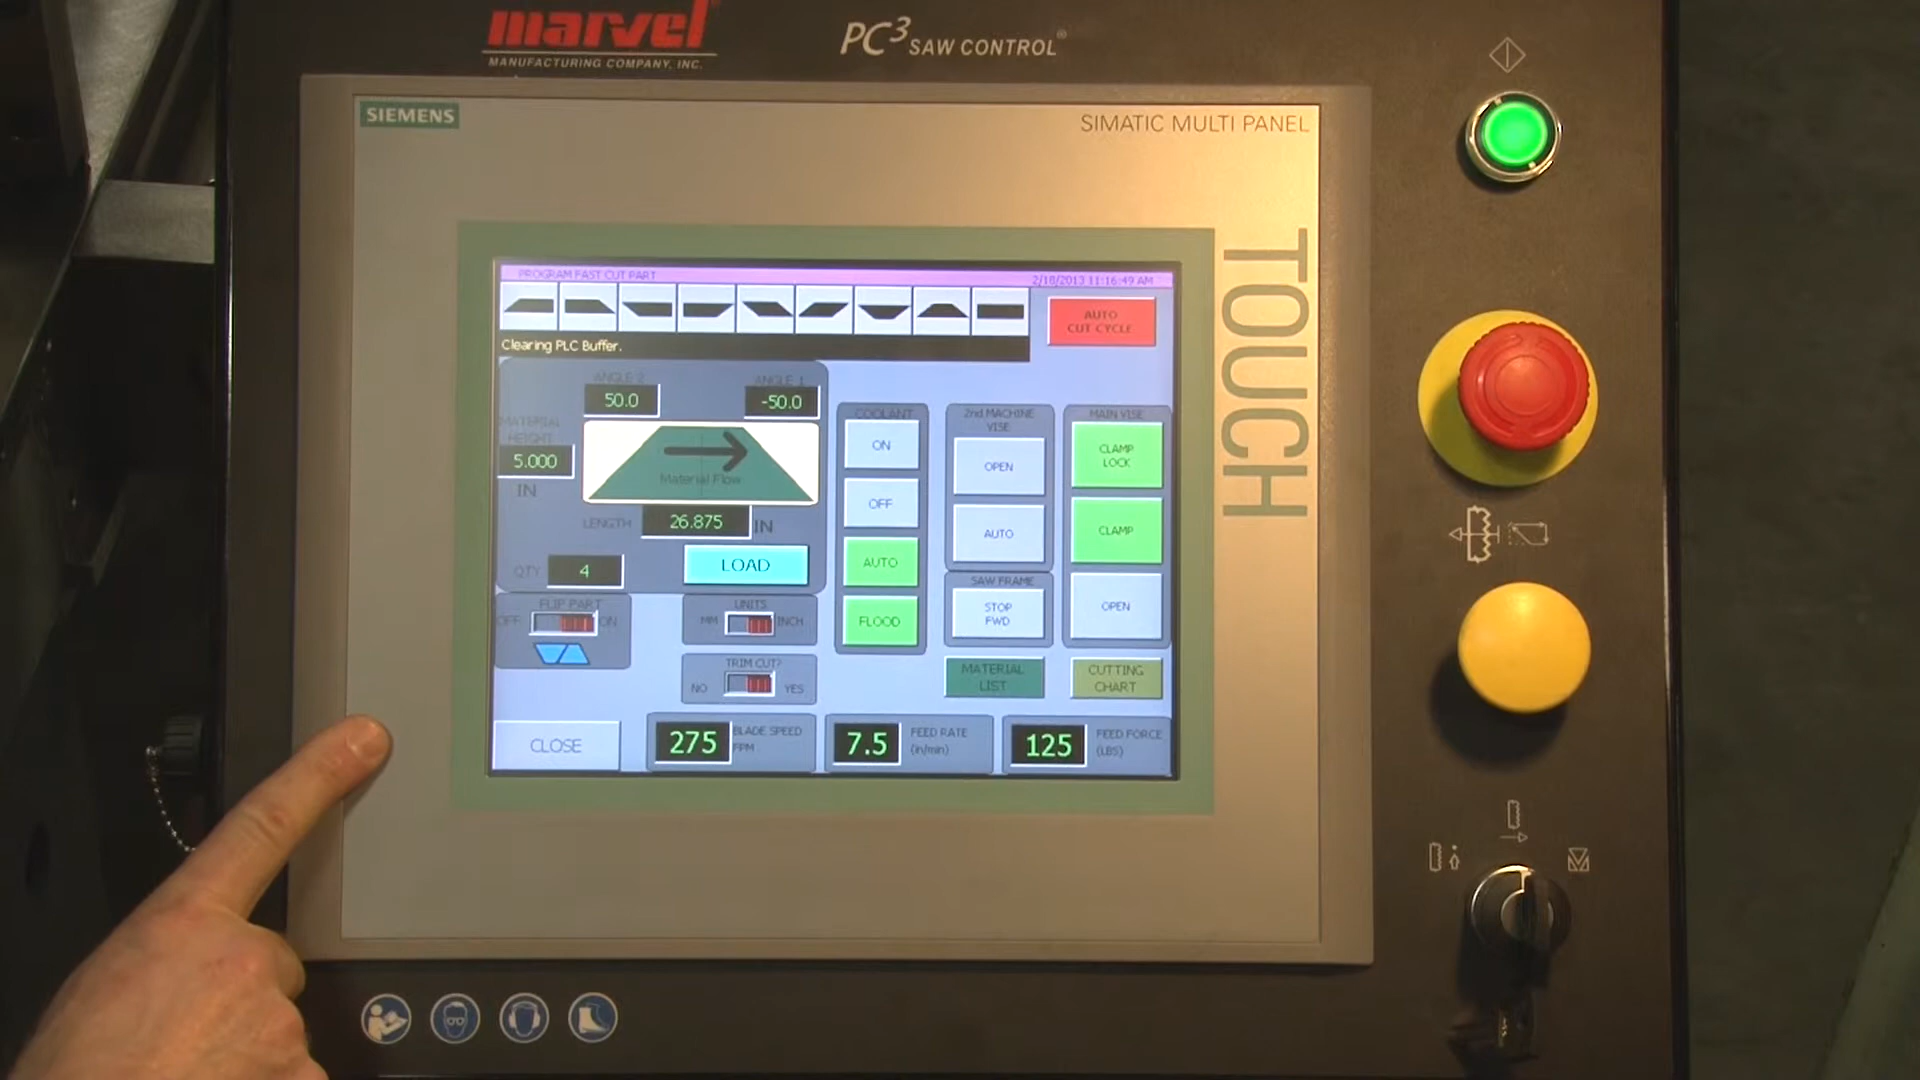 marvel
MANUFACTURING COMPANY, INC.
PC³ SAW CONTROL®
SIEMENS
SIMATIC MULTI PANEL
TOUCH
PROGRAM FAST CUT PART
2/18/2013 11:16:49 AM
AUTO
CUT CYCLE
Clearing PLC Buffer.
ANGLE 2
50.0
ANGLE 1
-50.0
MATERIAL
HEIGHT
5.000
IN
Material Flow
LENGTH 26.875 IN
QTY 4
LOAD
FLIP PART
OFF ON
UNITS
MM INCH
TRIM CUT?
NO YES
COOLANT
ON
OFF
AUTO
FLOOD
2nd MACHINE
VISE
OPEN
AUTO
SAW FRAME
STOP
FWD
MAIN VISE
CLAMP
LOCK
CLAMP
OPEN
MATERIAL
LIST
CUTTING
CHART
CLOSE
275 BLADE SPEED
FPM
7.5 FEED RATE
(in/min)
125 FEED FORCE
(LBS)